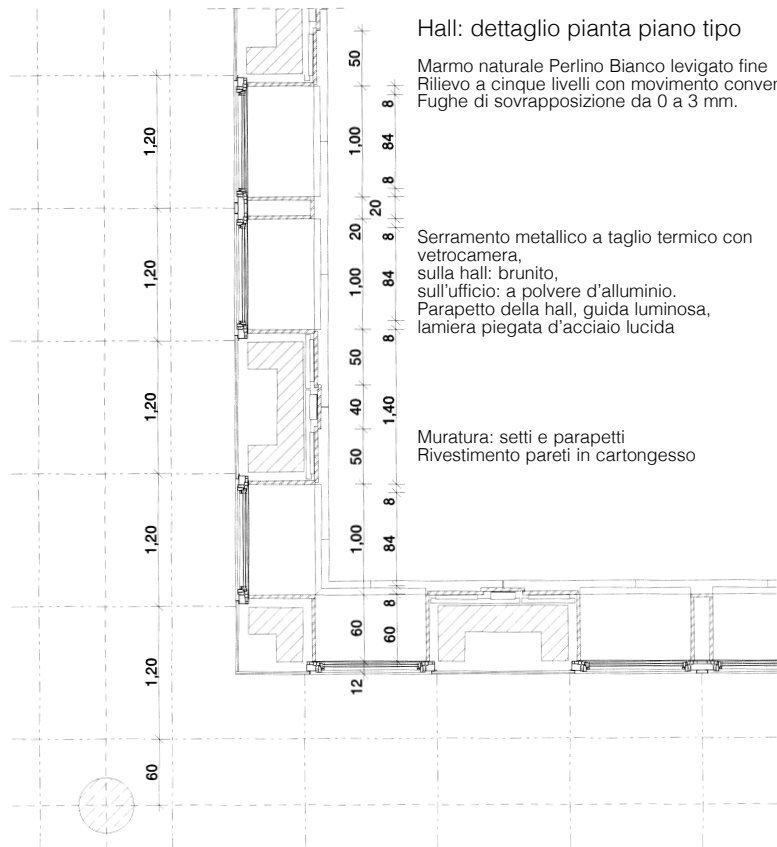 Hall: dettaglio pianta piano tipo
Marmo naturale Perlino Bianco levigato fine
Rilievo a cinque livelli con movimento conver
Fughe di sovrapposizione da 0 a 3 mm.
Serramento metallico a taglio termico con
vetrocamera,
sulla hall: brunito,
sull'ufficio: a polvere d'alluminio.
Parapetto della hall, guida luminosa,
lamiera piegata d'acciaio lucida
Muratura: setti e parapetti
Rivestimento pareti in cartongesso
1,20
1,20
1,20
1,20
1,20
60
50
1,00
20
1,00
50
40
50
1,00
60
12
8
84
8
20
8
84
8
1,40
8
84
8
60